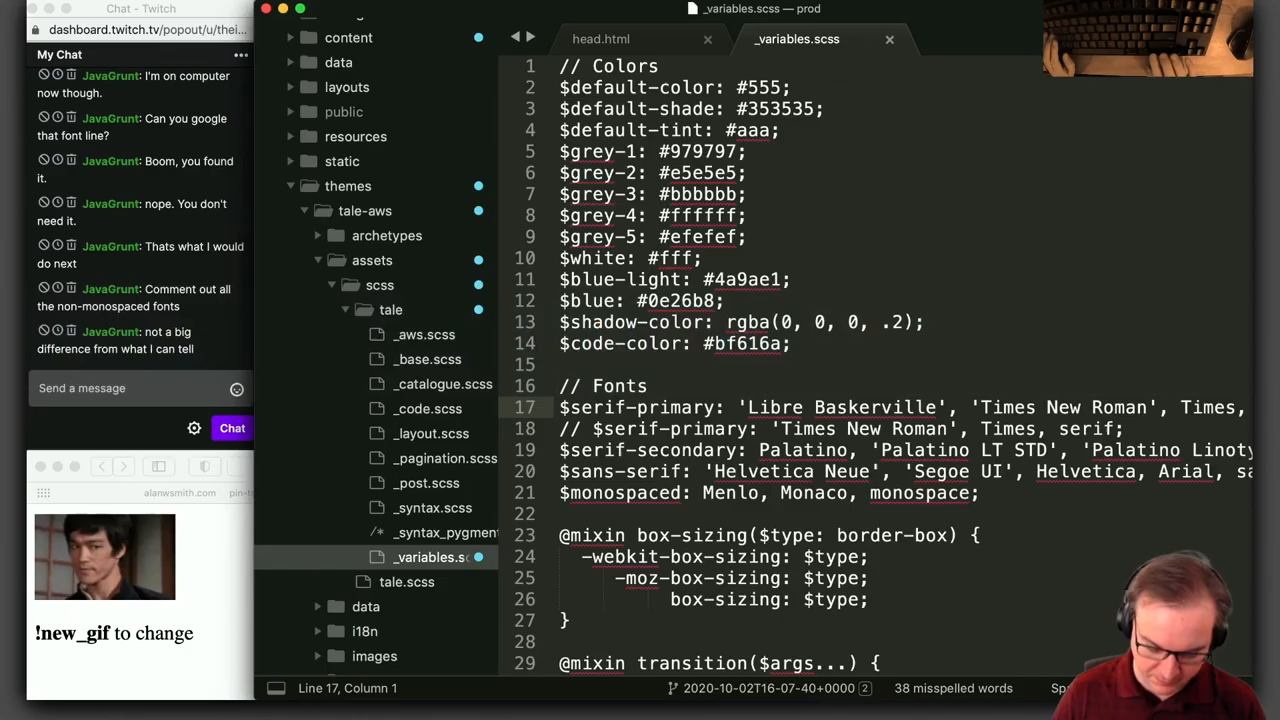 Chat - Twitch
dashboard.twitch.tv/popout/u/thei...
My Chat
JavaGrunt: I'm on computer
now though.
JavaGrunt: Can you google
that font line?
JavaGrunt: Boom, you found
it.
JavaGrunt: nope. You don't
need it.
JavaGrunt: Thats what I would
do next
JavaGrunt: Comment out all
the non-monospaced fonts
JavaGrunt: not a big
difference from what I can tell
Send a message
Chat
alanwsmith.com pin-t
!new_gif to change
_variables.scss — prod
content
data
layouts
public
resources
static
themes
tale-aws
archetypes
assets
scss
tale
_aws.scss
_base.scss
_catalogue.scss
_code.scss
_layout.scss
_pagination.scss
_post.scss
_syntax.scss
/* _syntax_pygment
_variables.sc
tale.scss
data
i18n
images
head.html
_variables.scss
1 // Colors
2 $default-color: #555;
3 $default-shade: #353535;
4 $default-tint: #aaa;
5 $grey-1: #979797;
6 $grey-2: #e5e5e5;
7 $grey-3: #bbbbbb;
8 $grey-4: #ffffff;
9 $grey-5: #efefef;
10 $white: #fff;
11 $blue-light: #4a9ae1;
12 $blue: #0e26b8;
13 $shadow-color: rgba(0, 0, 0, .2);
14 $code-color: #bf616a;
15
16 // Fonts
17 $serif-primary: 'Libre Baskerville', 'Times New Roman', Times,
18 // $serif-primary: 'Times New Roman', Times, serif;
19 $serif-secondary: Palatino, 'Palatino LT STD', 'Palatino Linoty
20 $sans-serif: 'Helvetica Neue', 'Segoe UI', Helvetica, Arial, sa
21 $monospaced: Menlo, Monaco, monospace;
22
23 @mixin box-sizing($type: border-box) {
24 -webkit-box-sizing: $type;
25 -moz-box-sizing: $type;
26 box-sizing: $type;
27 }
28
29 @mixin transition($args...) {
Line 17, Column 1
2020-10-02T16-07-40+0000 2
38 misspelled words
Sp